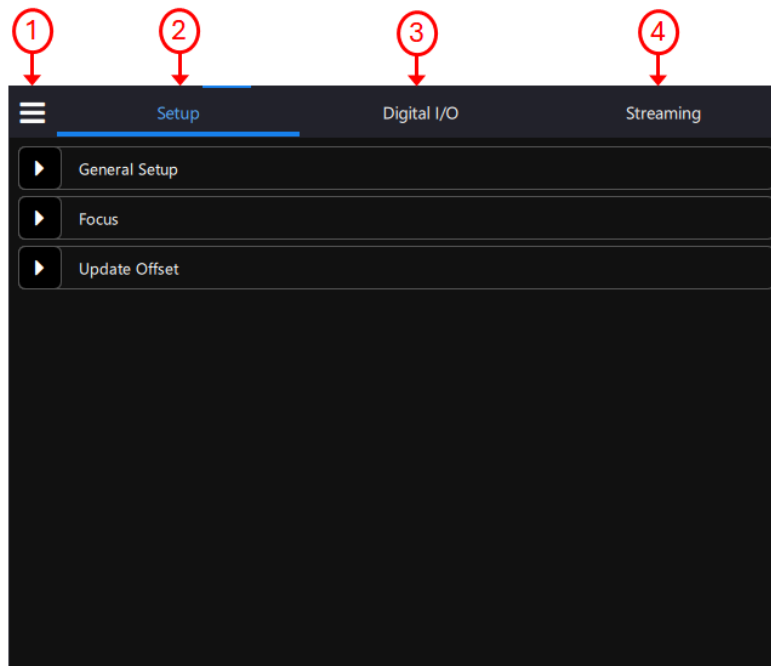 1 2 3 4
Setup Digital I/O Streaming
General Setup
Focus
Update Offset